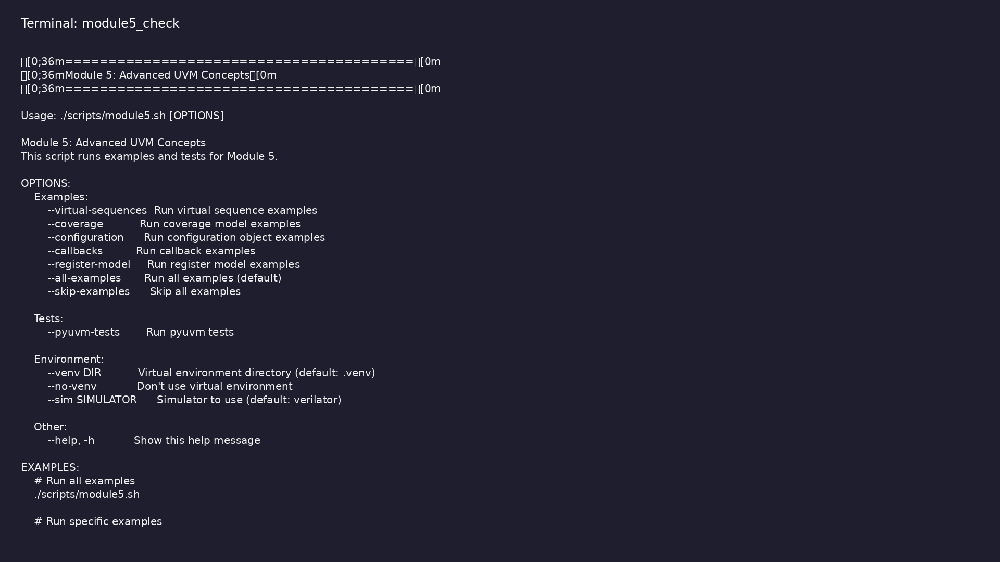 Terminal: module5_check
▯[0;36m========================================▯[0m
▯[0;36mModule 5: Advanced UVM Concepts▯[0m
▯[0;36m========================================▯[0m
Usage: ./scripts/module5.sh [OPTIONS]
Module 5: Advanced UVM Concepts
This script runs examples and tests for Module 5.
OPTIONS:
Examples:
--virtual-sequences  Run virtual sequence examples
--coverage           Run coverage model examples
--configuration      Run configuration object examples
--callbacks          Run callback examples
--register-model     Run register model examples
--all-examples       Run all examples (default)
--skip-examples      Skip all examples
Tests:
--pyuvm-tests        Run pyuvm tests
Environment:
--venv DIR           Virtual environment directory (default: .venv)
--no-venv            Don't use virtual environment
--sim SIMULATOR      Simulator to use (default: verilator)
Other:
--help, -h            Show this help message
EXAMPLES:
# Run all examples
./scripts/module5.sh
# Run specific examples